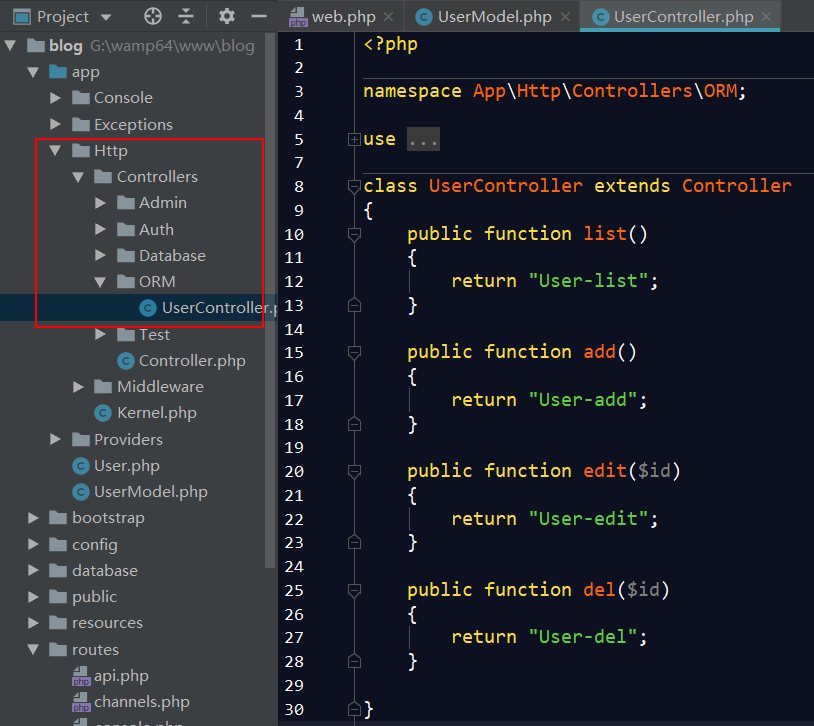 Project
web.php
UserModel.php
UserController.php
blog G:\wamp64\www\blog
app
Console
Exceptions
Http
Controllers
Admin
Auth
Database
ORM
UserController.p
Test
Controller.php
Middleware
Kernel.php
Providers
User.php
UserModel.php
bootstrap
config
database
public
resources
routes
php api.php
php channels.php
console.php
1 <?php
2
3 namespace App\Http\Controllers\ORM;
4
5 use ...
7
8 class UserController extends Controller
9 {
10 public function list()
11 {
12 return "User-list";
13 }
14
15 public function add()
16 {
17 return "User-add";
18 }
19
20 public function edit($id)
21 {
22 return "User-edit";
23 }
24
25 public function del($id)
26 {
27 return "User-del";
28 }
29
30 }